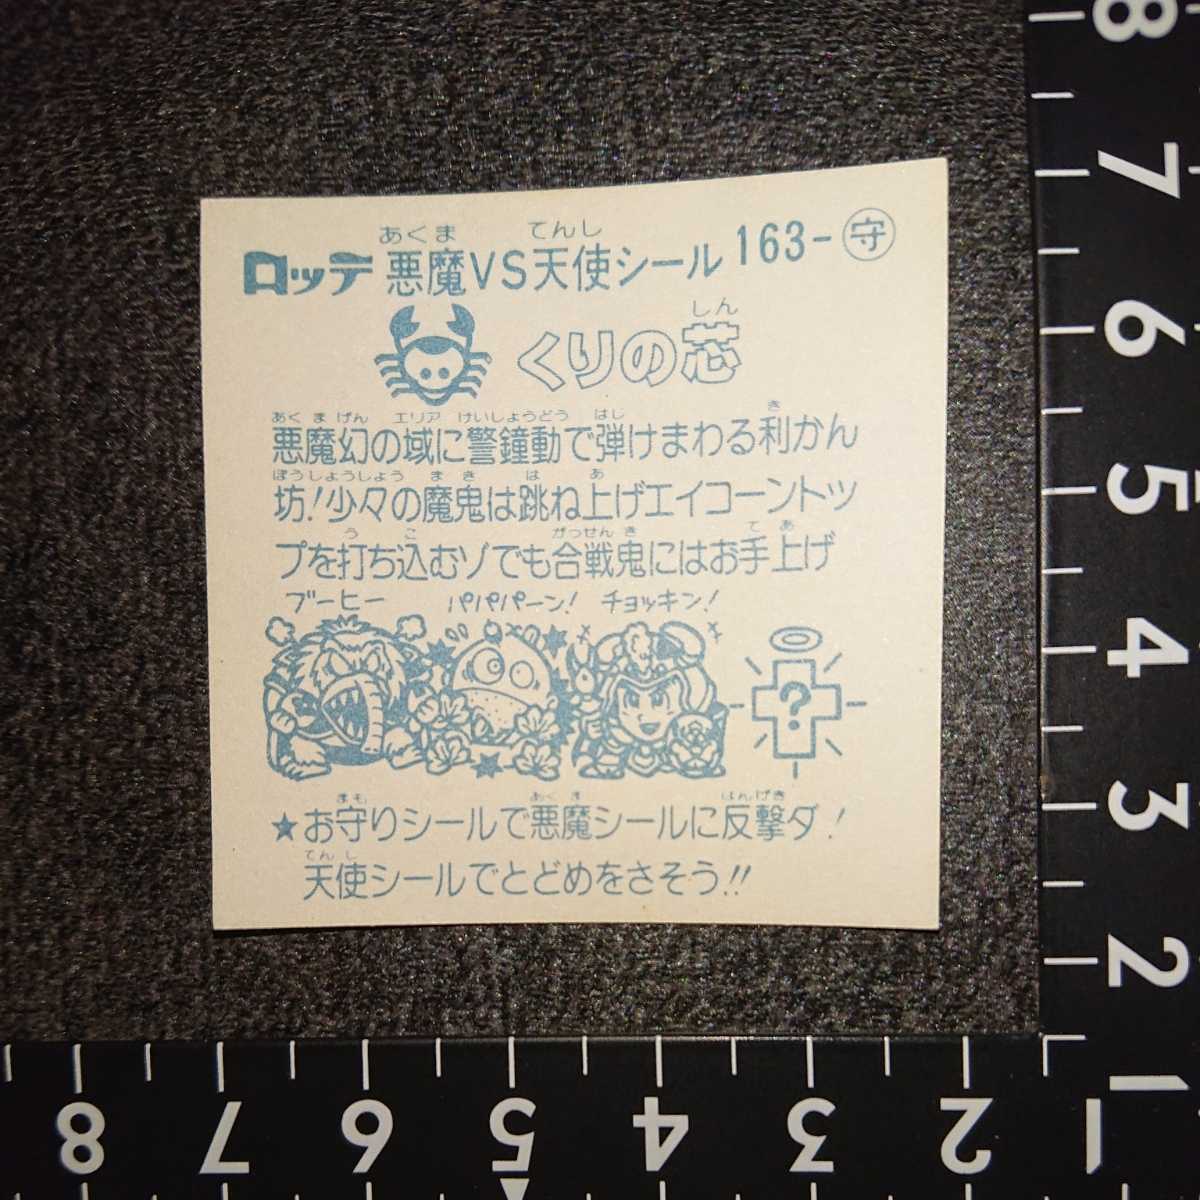 あくま てんし
ロッテ 悪魔VS天使シール 163-守
しん
くりの芯
あくまげん エリア けいしょうどう はじ き
悪魔幻の域に警鐘動で弾けまわる利かん
ぼうしょうしょう まき は あ
坊!少々の魔鬼は跳ね上げエイコーントツ
う こ がっせんき てあ
プを打ち込むゾでも合戦鬼にはお手上げ
ブーヒー パパパーン! チョッキン!
?
まも あくま はんげき
★お守りシールで悪魔シールに反撃ダ!
てんし
天使シールでとどめをさそう!!
8
7
6
5
4
3
2
1
8 7 6 5 4 3 2 1